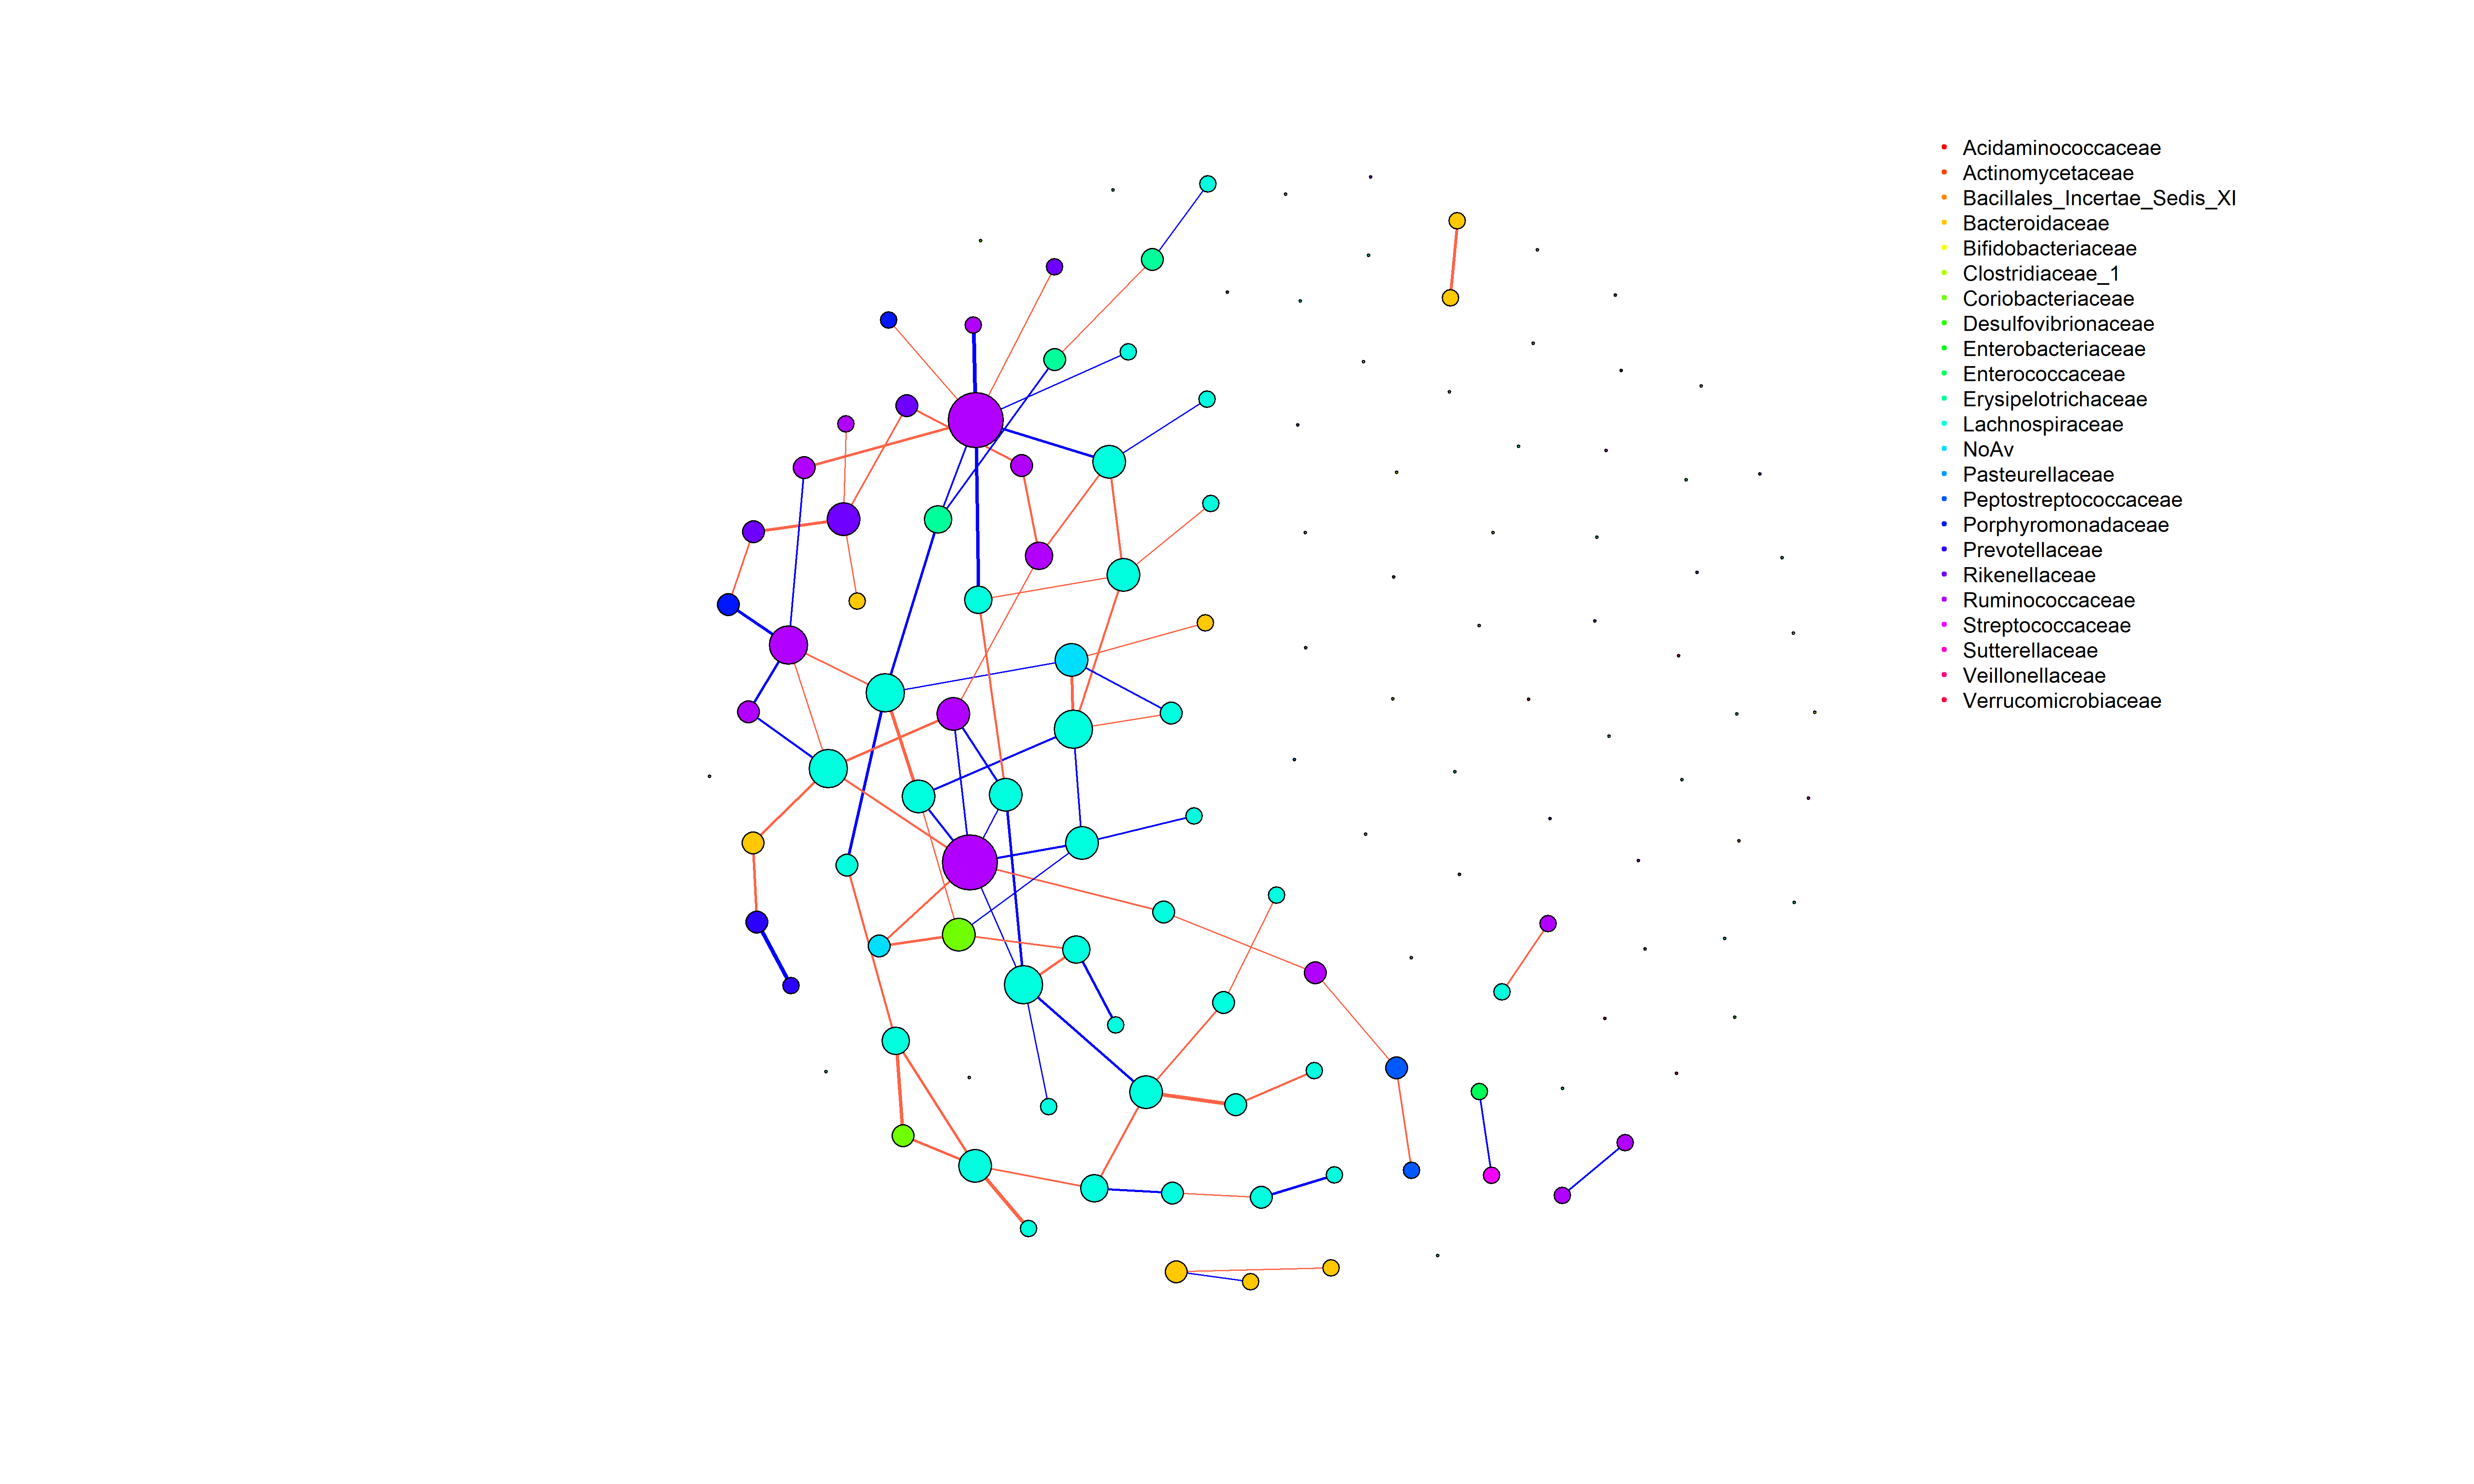 Acidaminococcaceae
Actinomycetaceae
Bacillales_Incertae_Sedis_XI
Bacteroidaceae
Bifidobacteriaceae
Clostridiaceae_1
Coriobacteriaceae
Desulfovibrionaceae
Enterobacteriaceae
Enterococcaceae
Erysipelotrichaceae
Lachnospiraceae
NoAv
Pasteurellaceae
Peptostreptococcaceae
Porphyromonadaceae
Prevotellaceae
Rikenellaceae
Ruminococcaceae
Streptococcaceae
Sutterellaceae
Veillonellaceae
Verrucomicrobiaceae